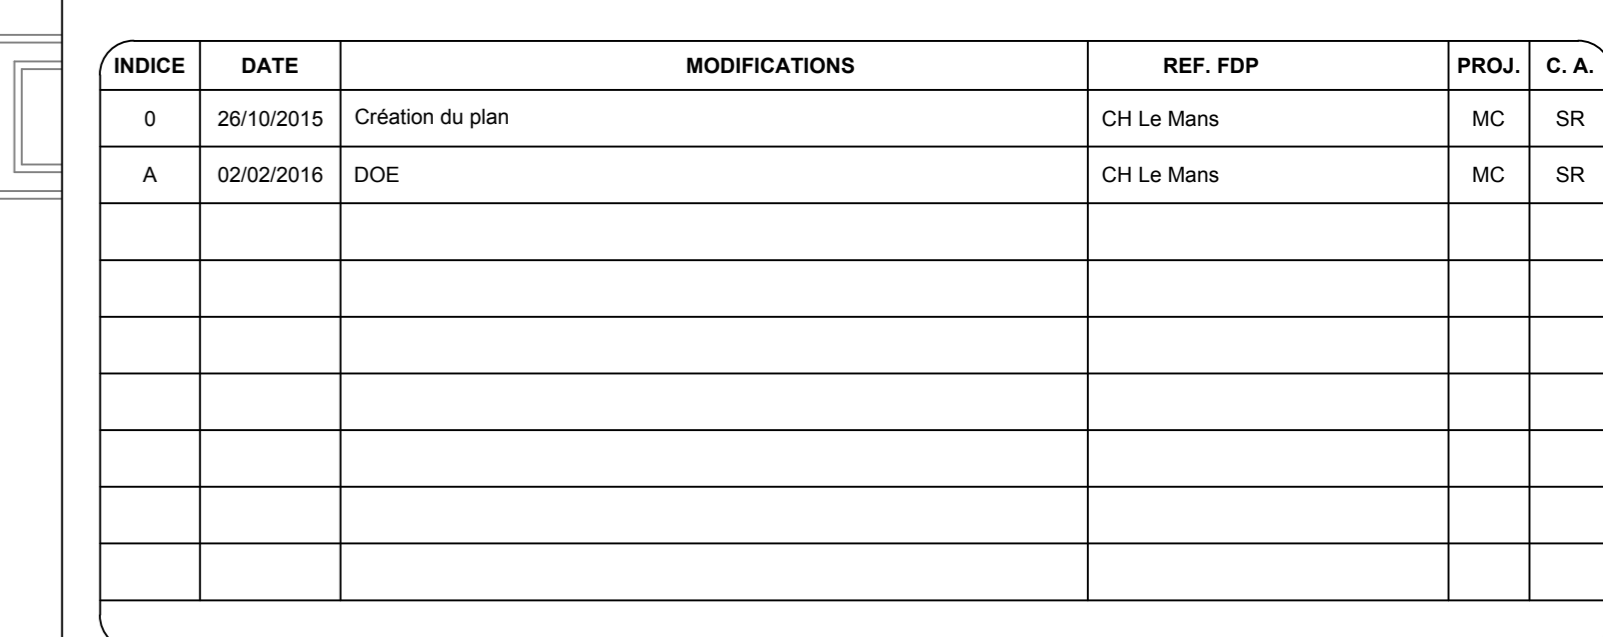 INDICE DATE MODIFICATIONS REF. FDP PROJ. C. A.
0 26/10/2015 Création du plan CH Le Mans MC SR
A 02/02/2016 DOE CH Le Mans MC SR